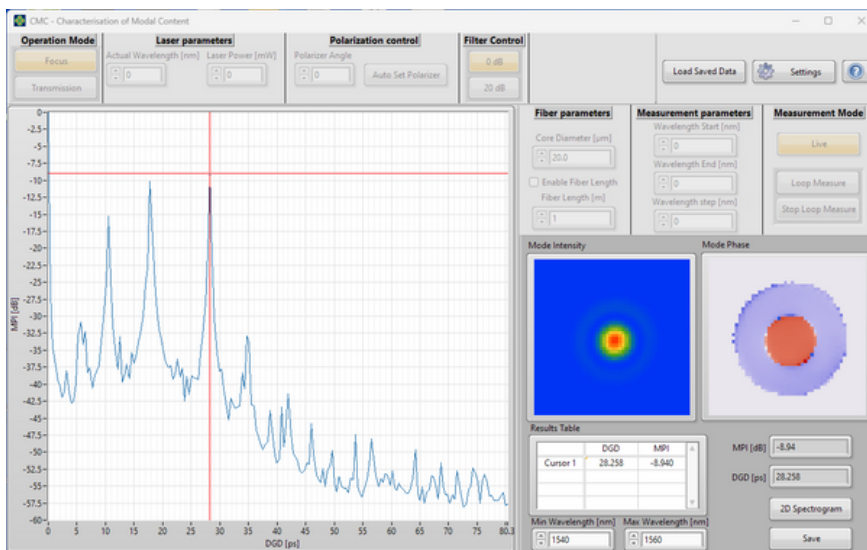 CMC - Characterisation of Modal Content
Operation Mode
Focus
Transmission
Laser parameters
Actual Wavelength [nm] Laser Power [mW]
0 0
Polarization control
Polarizer Angle
0 Auto Set Polarizer
Filter Control
0 dB
20 dB
Load Saved Data
Settings
?
MPI [dB]
0
-2.5
-5
-7.5
-10
-12.5
-15
-17.5
-20
-22.5
-25
-27.5
-30
-32.5
-35
-37.5
-40
-42.5
-45
-47.5
-50
-52.5
-55
-57.5
-60
0 5 10 15 20 25 30 35 40 45 50 55 60 65 70 75 80.3
DGD [ps]
Fiber parameters
Core Diameter [µm]
20.0
Enable Fiber Length
Fiber Length [m]
1
Measurement parameters
Wavelength Start [nm]
0
Wavelength End [nm]
0
Wavelength step [nm]
0
Measurement Mode
Live
Loop Measure
Stop Loop Measure
Mode Intensity
Mode Phase
Results Table
DGD MPI
Cursor 1 28.258 -8.940
MPI [dB] -8.94
DGD [ps] 28.258
2D Spectrogram
Save
Min Wavelength [nm] Max Wavelength [nm]
1540 1560